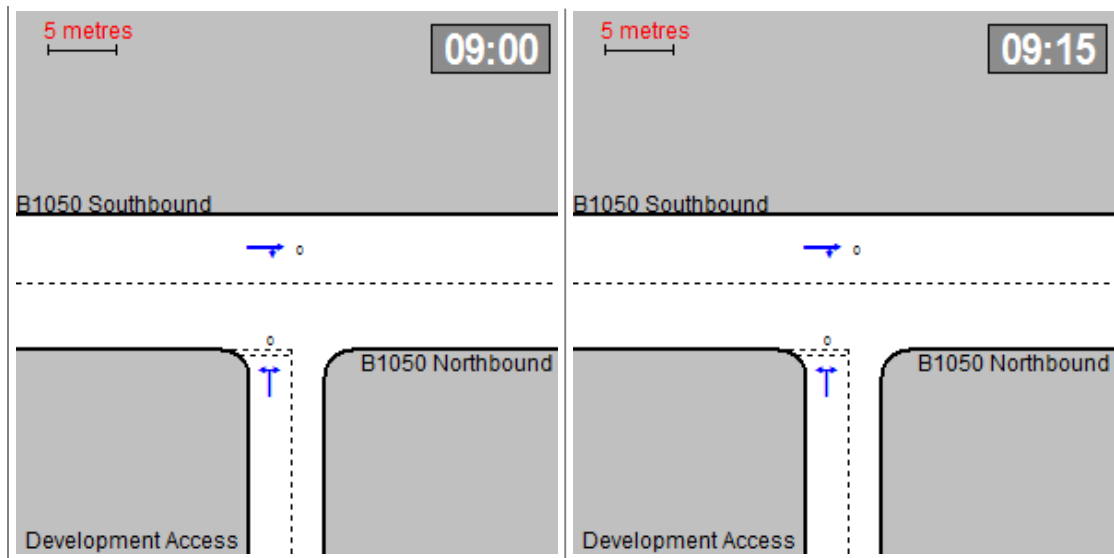 5 metres
09:00
B1050 Southbound
0
0
B1050 Northbound
Development Access
5 metres
09:15
B1050 Southbound
0
0
B1050 Northbound
Development Access